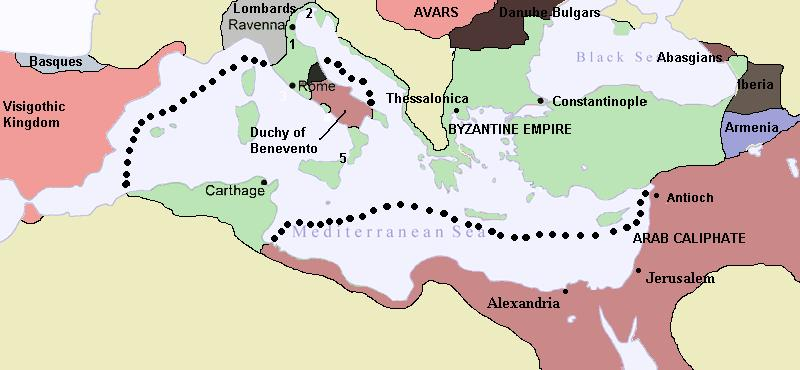 Lombards
2
AVARS
Danube Bulgars
Ravenna
1
Basques
Black Se
Abasgians
Rome
Iberia
Visigothic
Kingdom
Thessalonica
Constantinople
Duchy of
Benevento
BYZANTINE EMPIRE
Armenia
5
Carthage
Antioch
Mediterranean Sea
ARAB CALIPHATE
Jerusalem
Alexandria